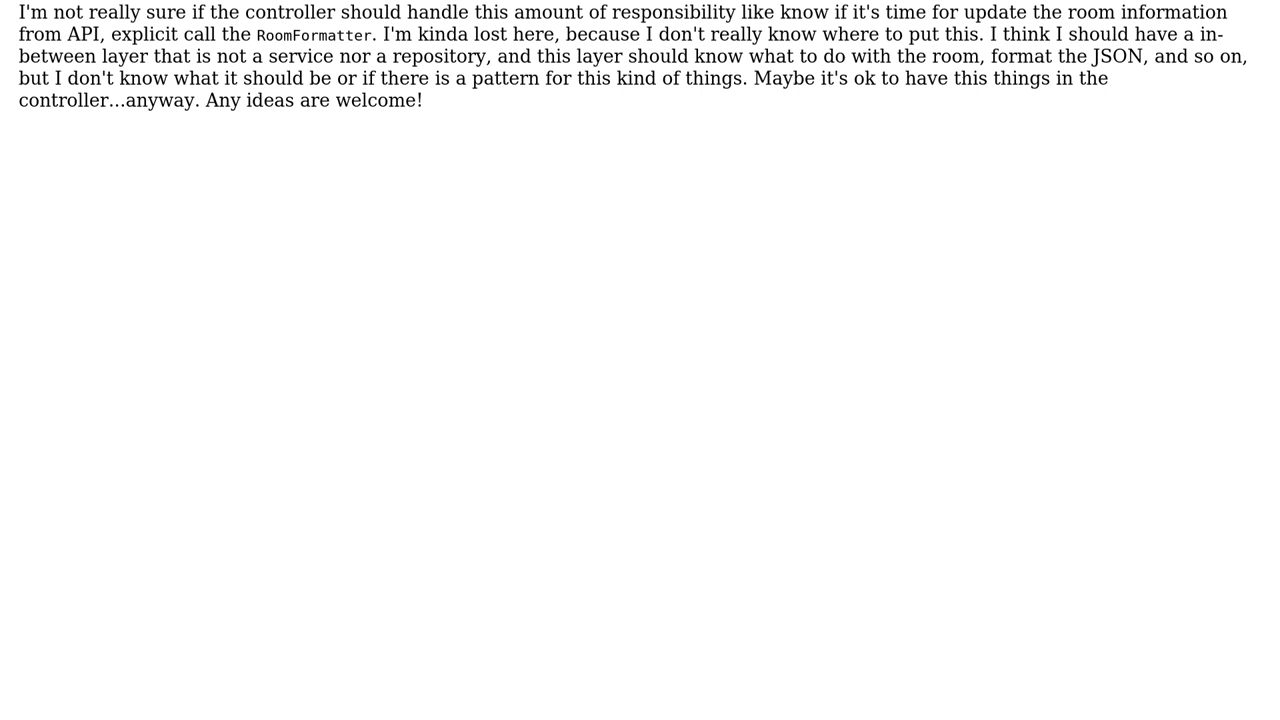 I'm not really sure if the controller should handle this amount of responsibility like know if it's time for update the room information
from API, explicit call the RoomFormatter. I'm kinda lost here, because I don't really know where to put this. I think I should have a in-
between layer that is not a service nor a repository, and this layer should know what to do with the room, format the JSON, and so on,
but I don't know what it should be or if there is a pattern for this kind of things. Maybe it's ok to have this things in the
controller...anyway. Any ideas are welcome!